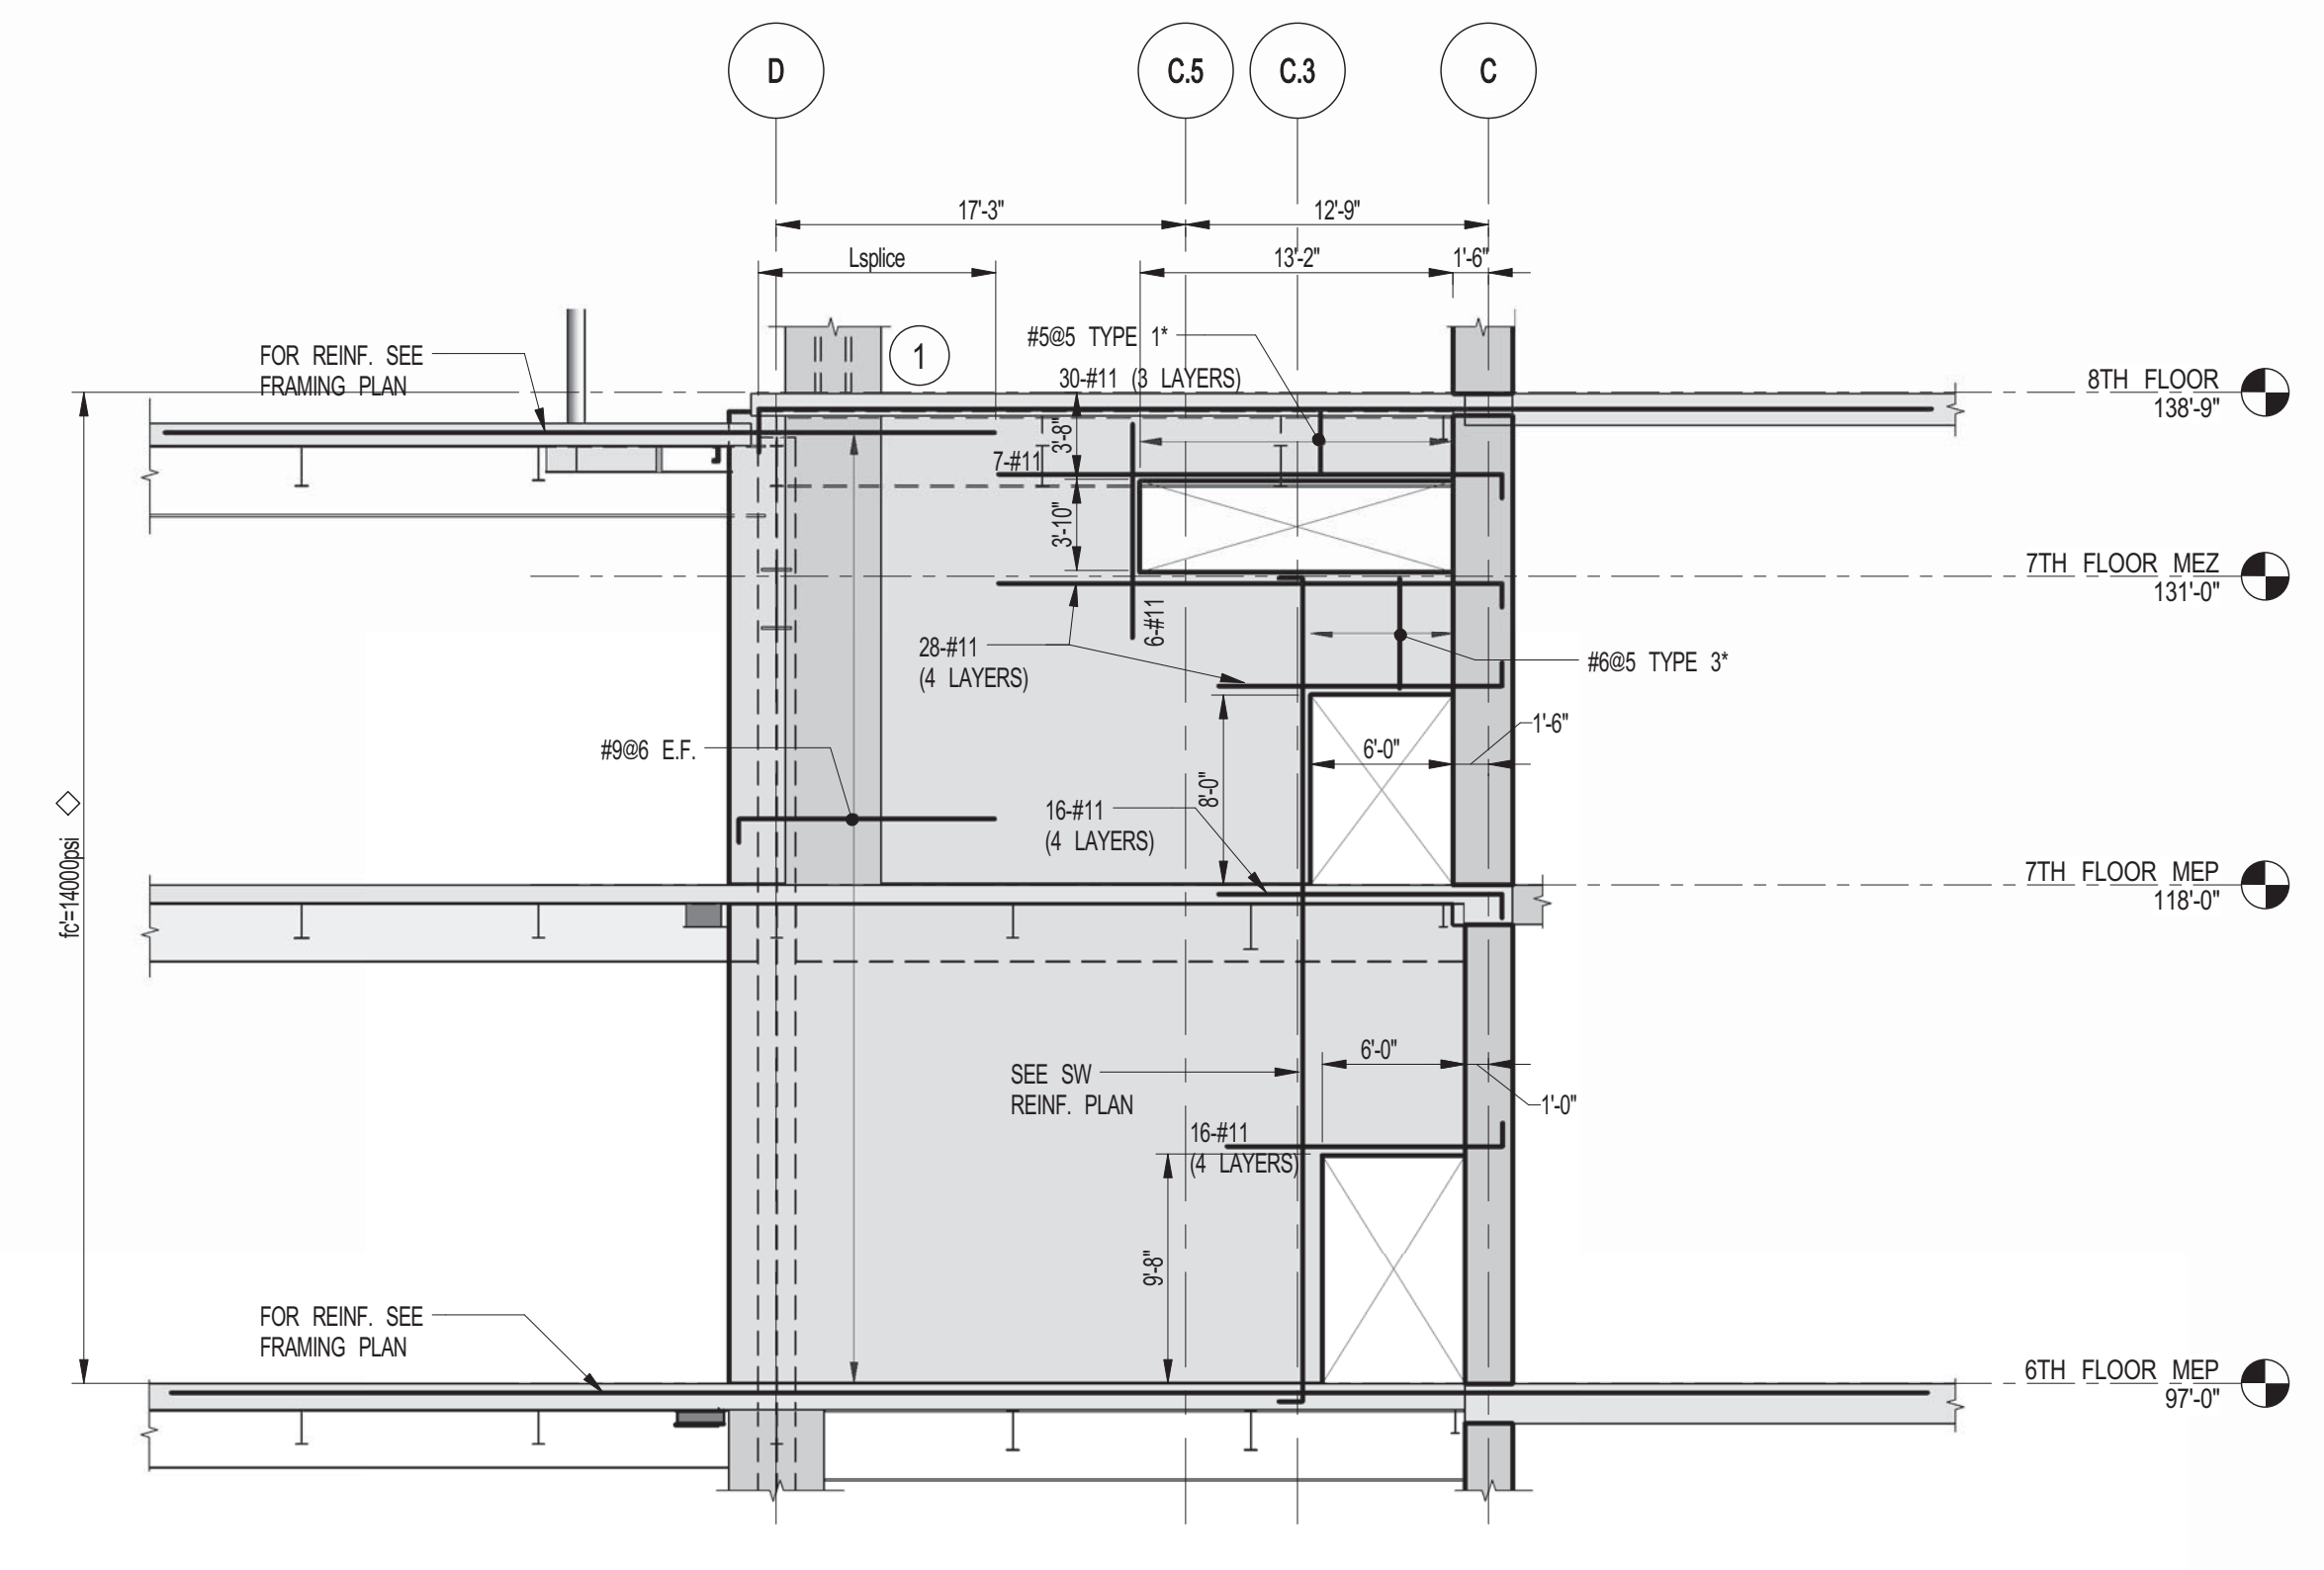 D
C.5
C.3
C
17'-3"
12'-9"
Lsplice
13'-2"
1'-6"
#5@5 TYPE 1*
1
FOR REINF. SEE
FRAMING PLAN
30-#11 (3 LAYERS)
8TH FLOOR
138'-9"
3'-8"
7-#11
3'-10"
7TH FLOOR MEZ
131'-0"
6-#11
28-#11
(4 LAYERS)
#6@5 TYPE 3*
1'-6"
#9@6 E.F.
6'-0"
8'-0"
16-#11
(4 LAYERS)
fc'=14000psi
7TH FLOOR MEP
118'-0"
6'-0"
SEE SW
REINF. PLAN
1'-0"
16-#11
(4 LAYERS)
9'-8"
FOR REINF. SEE
FRAMING PLAN
6TH FLOOR MEP
97'-0"